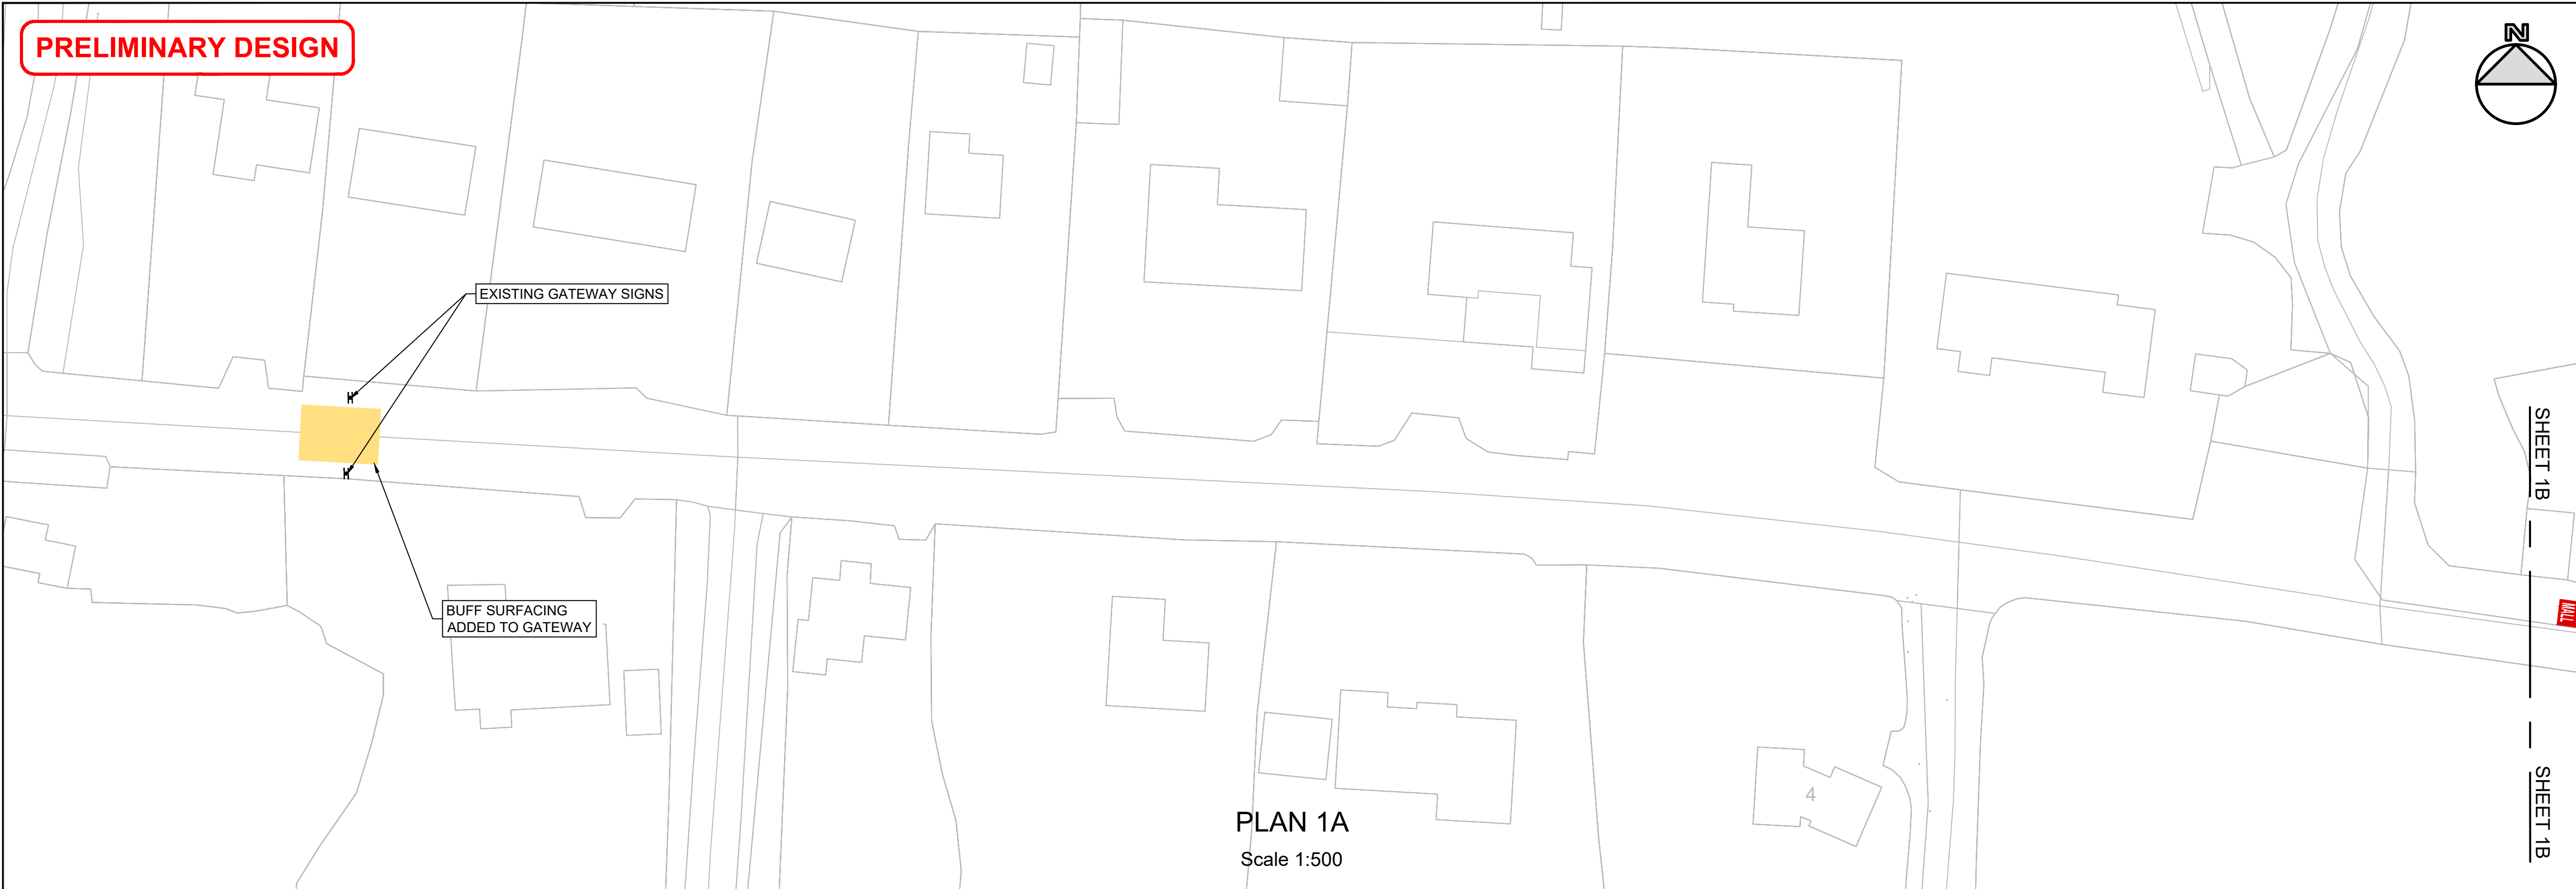 PRELIMINARY DESIGN
N
EXISTING GATEWAY SIGNS
SHEET 1B
BUFF SURFACING
ADDED TO GATEWAY
MALL
4
SHEET 1B
PLAN 1A
Scale 1:500